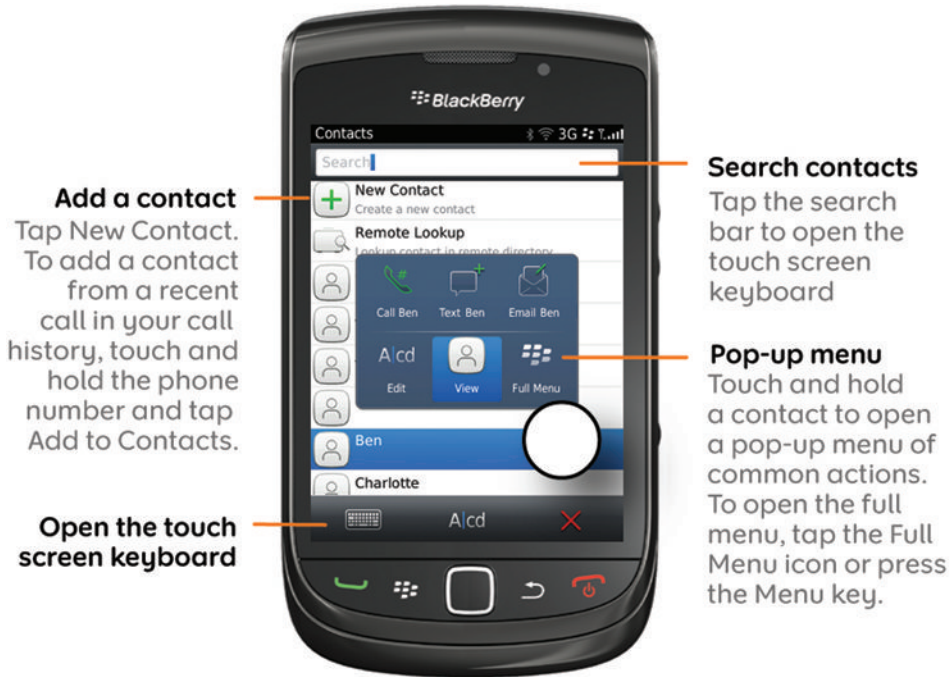 BlackBerry
Contacts
3G
Search
New Contact
Create a new contact
Remote Lookup
Lookup contact in remote directory
Call Ben
Text Ben
Email Ben
A|cd
Edit
View
Full Menu
Ben
Charlotte
A|cd
Add a contact
Tap New Contact.
To add a contact
from a recent
call in your call
history, touch and
hold the phone
number and tap
Add to Contacts.
Open the touch
screen keyboard
Search contacts
Tap the search
bar to open the
touch screen
keyboard
Pop-up menu
Touch and hold
a contact to open
a pop-up menu of
common actions.
To open the full
menu, tap the Full
Menu icon or press
the Menu key.